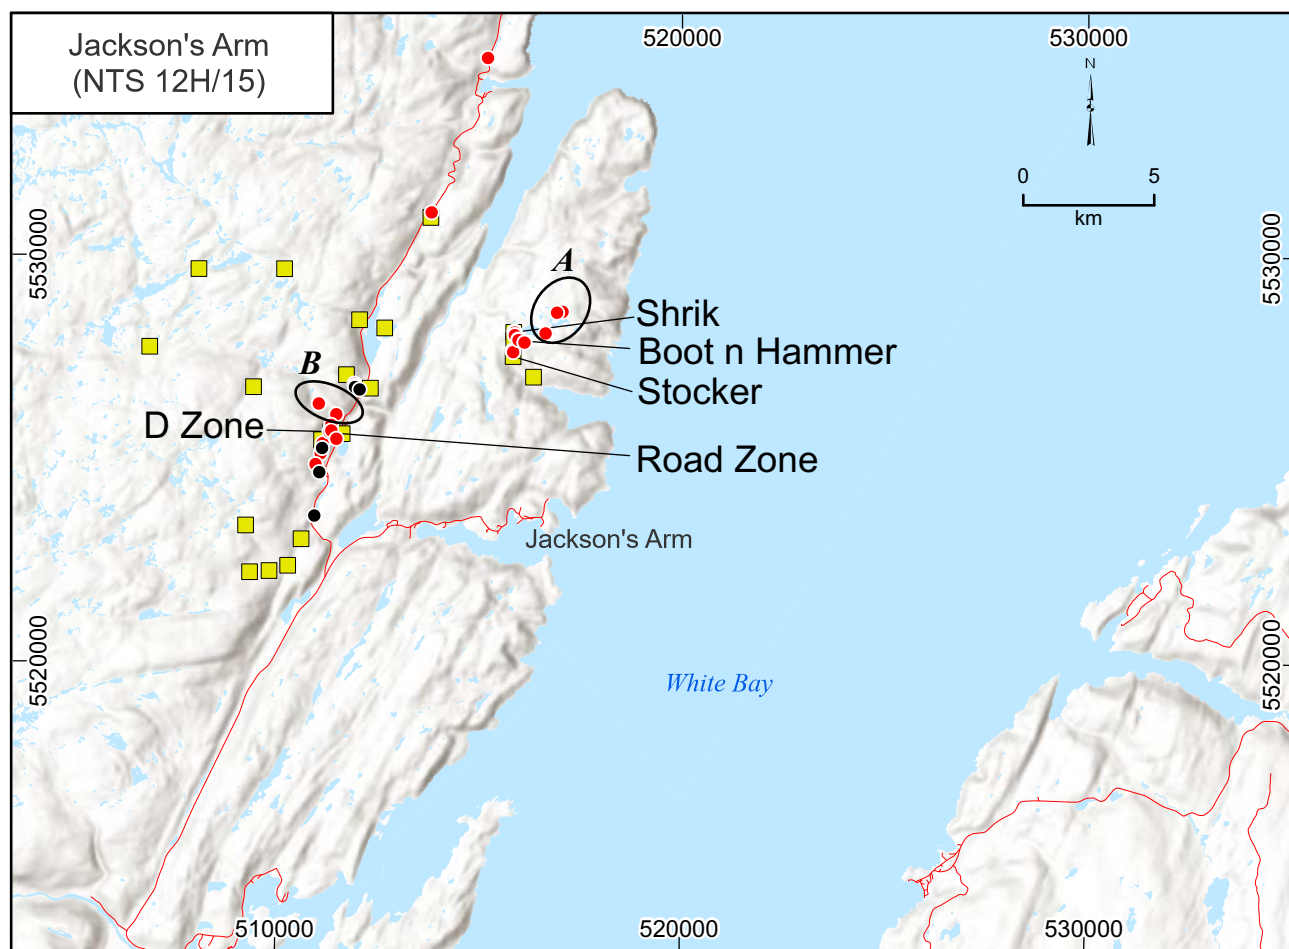 Jackson's Arm
(NTS 12H/15)
520000
530000
N
0 5
km
5530000
5530000
A
Shrik
Boot n Hammer
Stocker
B
D Zone
Road Zone
Jackson's Arm
5520000
5520000
White Bay
510000
520000
530000